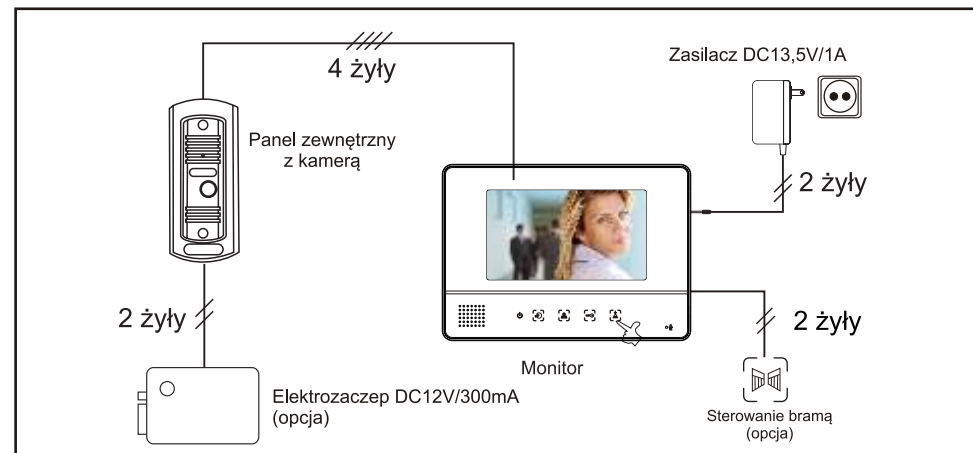 4 żyły
Zasilacz DC13,5V/1A
Panel zewnętrzny
z kamerą
2 żyły
2 żyły
2 żyły
Monitor
Elektrozaczep DC12V/300mA
(opcja)
Sterowanie bramą
(opcja)